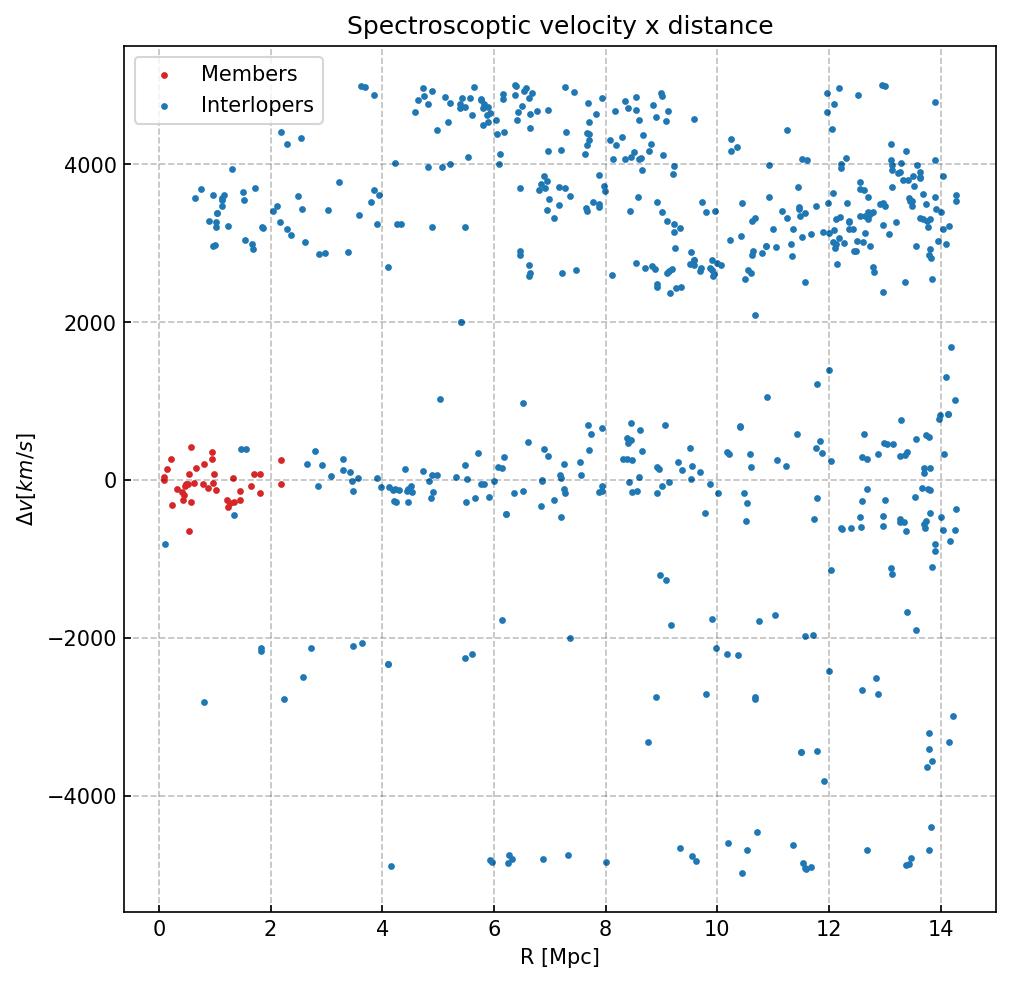 Spectroscoptic velocity x distance
Members
Interlopers
4000
2000
0
−2000
−4000
Δv[km/s]
0 2 4 6 8 10 12 14
R [Mpc]